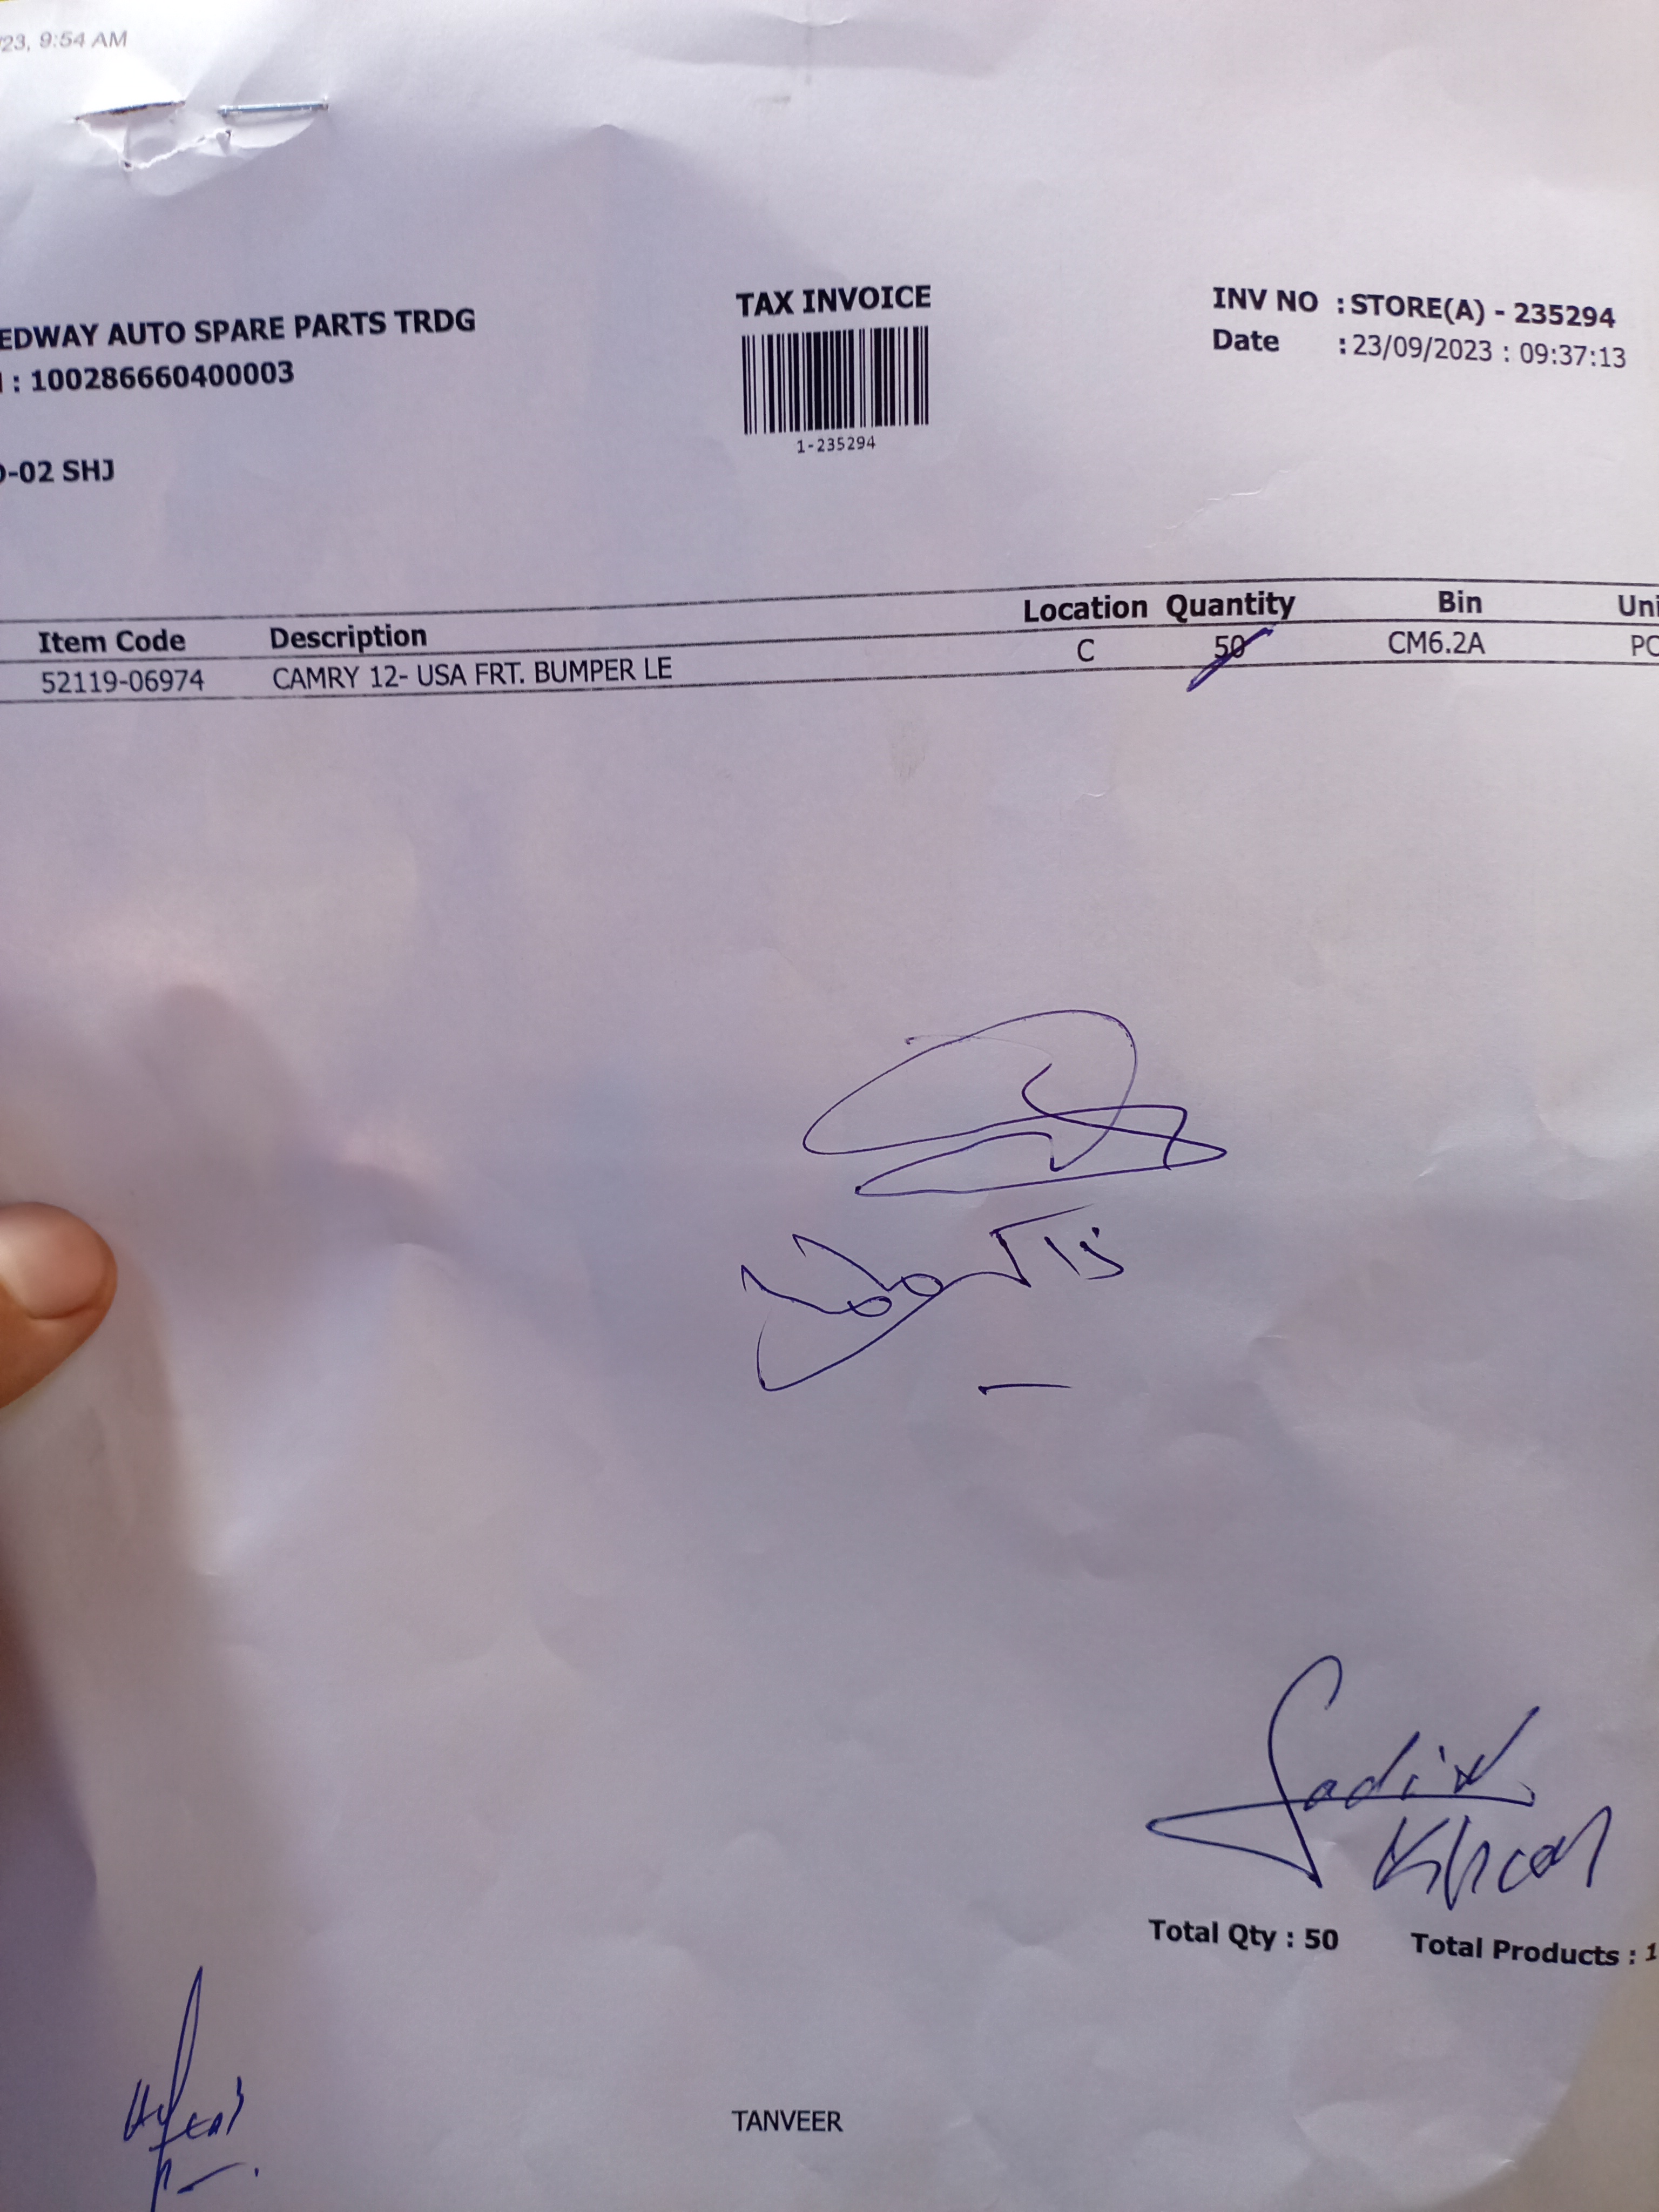 23, 9:54 AM
TAX INVOICE
INV NO : STORE(A) - 235294
EDWAY AUTO SPARE PARTS TRDG
Date : 23/09/2023 : 09:37:13
: 100286660400003
1-235294
-02 SHJ
Item Code Description Location Quantity Bin Uni
52119-06974 CAMRY 12- USA FRT. BUMPER LE C 50 CM6.2A PC
Sadik
Khan
Total Qty : 50 Total Products : 1
TANVEER